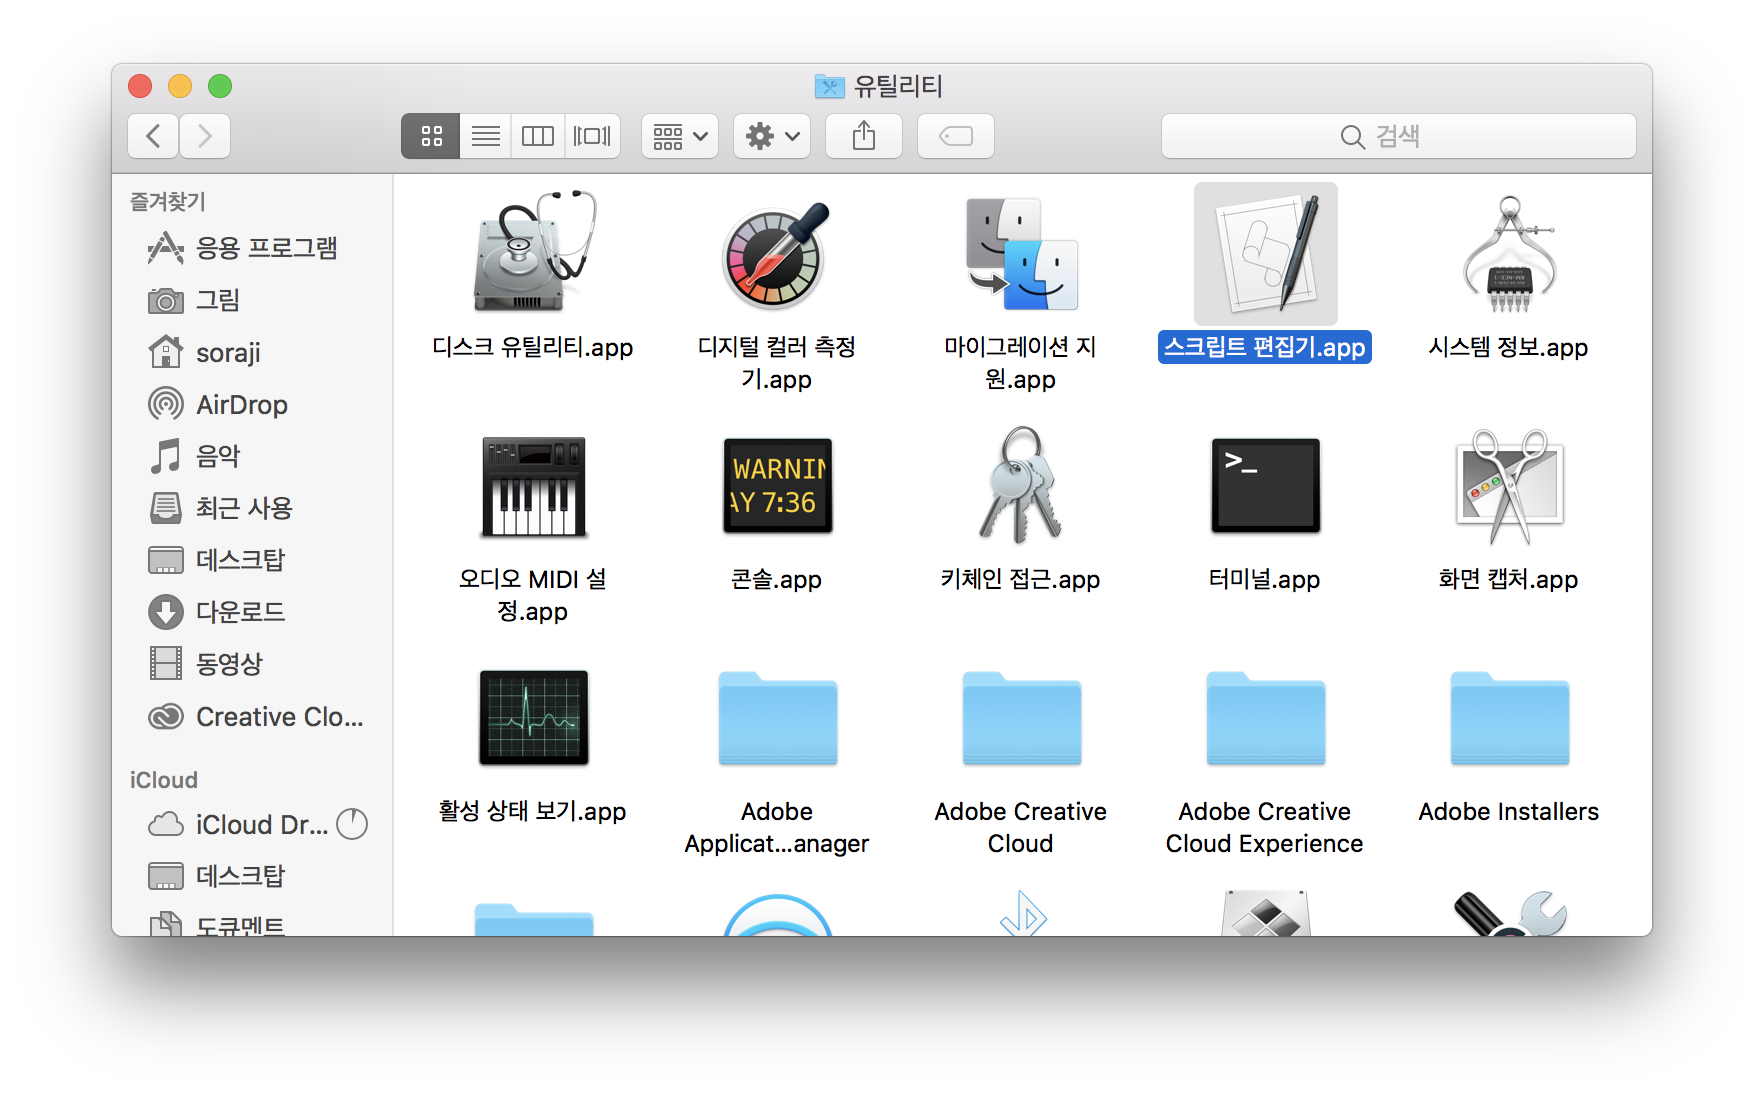 유틸리티
검색
즐겨찾기
응용 프로그램
그림
soraji
AirDrop
음악
최근 사용
데스크탑
다운로드
동영상
Creative Clo...
iCloud
iCloud Dr...
데스크탑
도큐멘트
디스크 유틸리티.app
디지털 컬러 측정
기.app
마이그레이션 지
원.app
스크립트 편집기.app
시스템 정보.app
WARNIN
AY 7:36
>_
오디오 MIDI 설
정.app
콘솔.app
키체인 접근.app
터미널.app
화면 캡처.app
활성 상태 보기.app
Adobe
Applicat...anager
Adobe Creative
Cloud
Adobe Creative
Cloud Experience
Adobe Installers